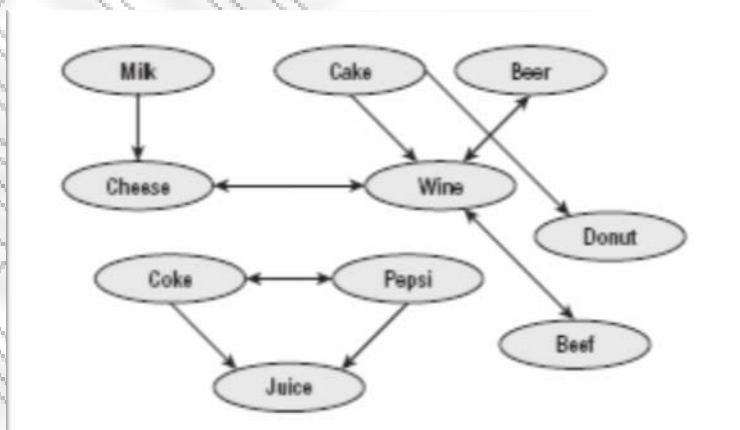 Milk
Cake
Beer
Cheese
Wine
Donut
Coke
Pepsi
Beef
Juice